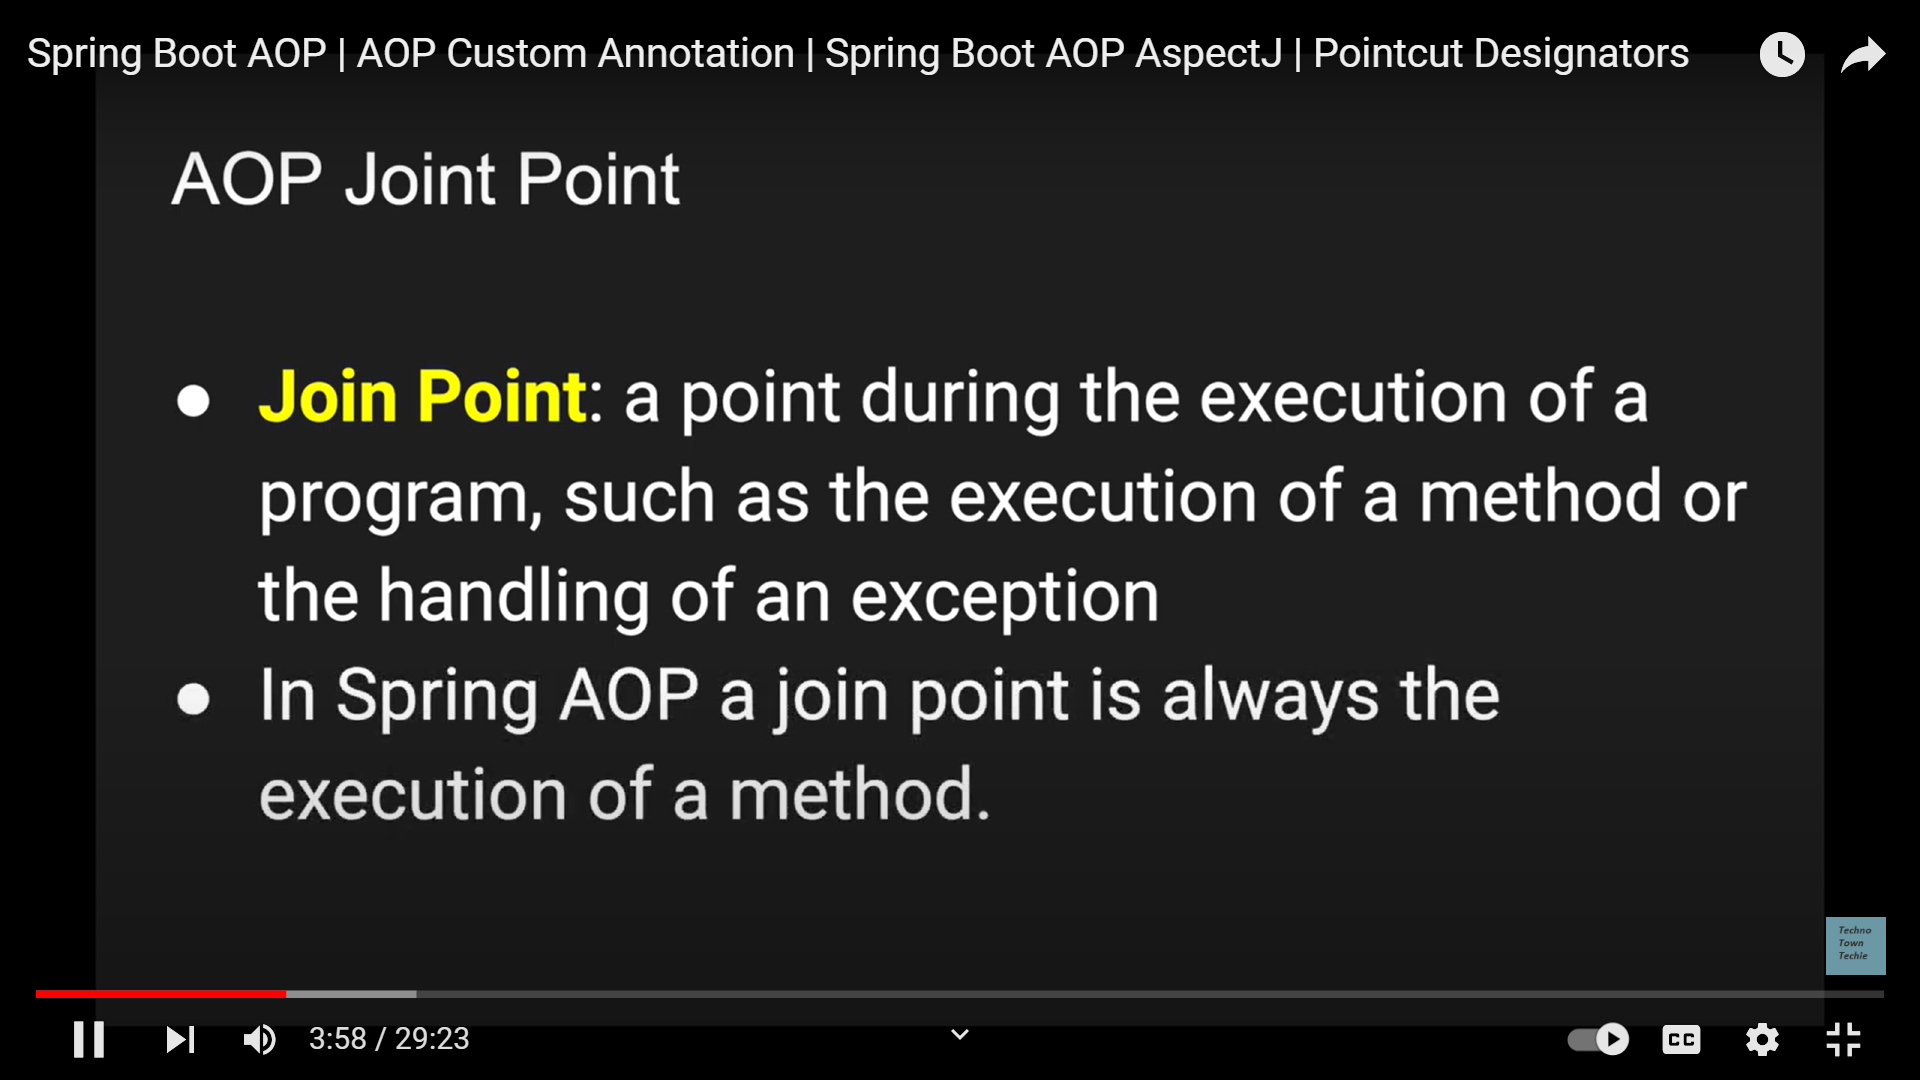 Spring Boot AOP | AOP Custom Annotation | Spring Boot AOP AspectJ | Pointcut Designators
AOP Joint Point
● Join Point: a point during the execution of a
program, such as the execution of a method or
the handling of an exception
● In Spring AOP a join point is always the
execution of a method.
Techno
Town
Techie
3:58 / 29:23
CC